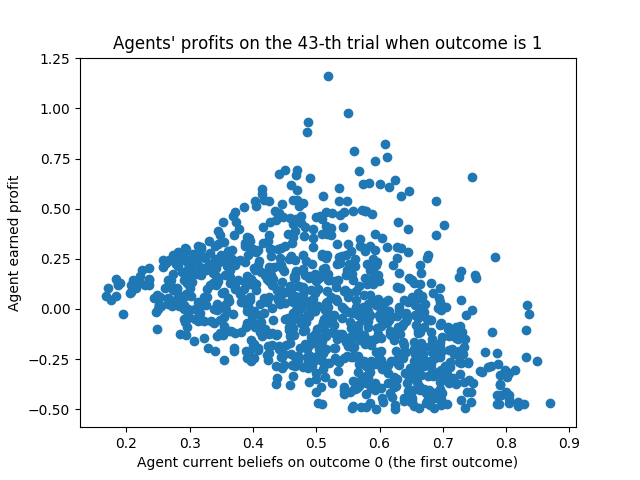 Agents' profits on the 43-th trial when outcome is 1
1.25
1.00
0.75
0.50
0.25
0.00
−0.25
−0.50
Agent earned profit
0.2 0.3 0.4 0.5 0.6 0.7 0.8 0.9
Agent current beliefs on outcome 0 (the first outcome)